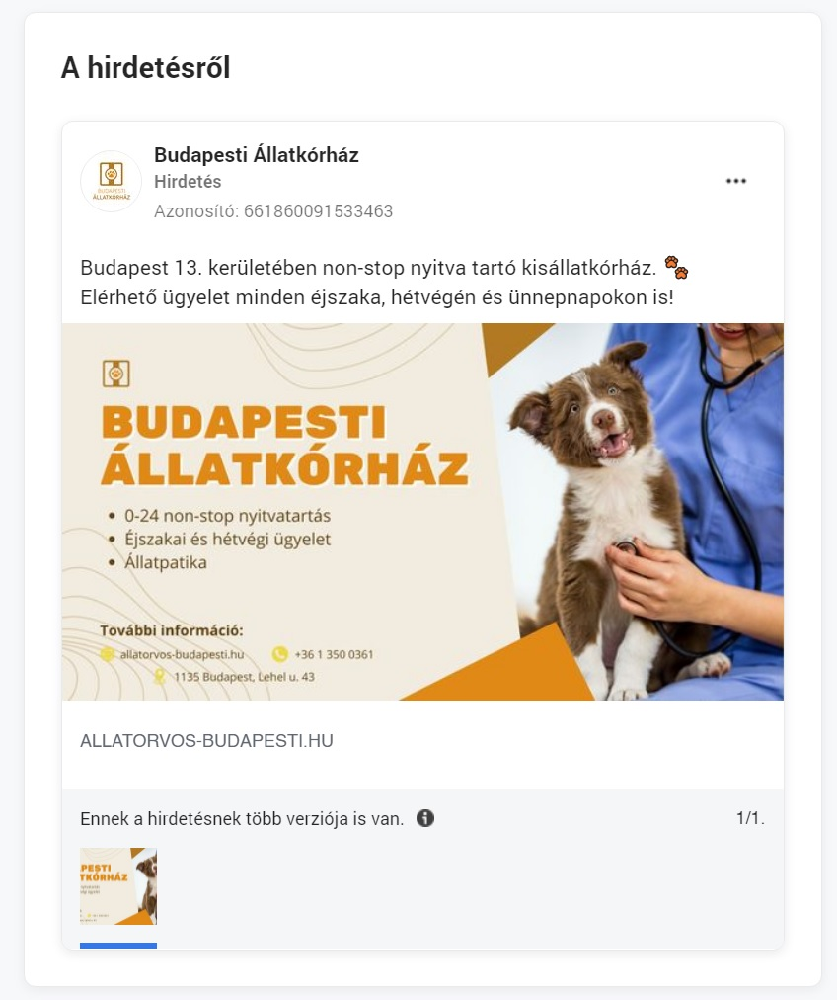 A hirdetésről
BUDAPESTI
ÁLLATKÓRHÁZ
Budapesti Állatkórház
Hirdetés
Azonosító: 661860091533463
Budapest 13. kerületében non-stop nyitva tartó kisállatkórház. 🐾
Elérhető ügyelet minden éjszaka, hétvégén és ünnepnapokon is!
BUDAPESTI
ÁLLATKÓRHÁZ
• 0-24 non-stop nyitvatartás
• Éjszakai és hétvégi ügyelet
• Állatpatika
További információ:
allatorvos-budapesti.hu +36 1 350 0361
1135 Budapest, Lehel u. 43
ALLATORVOS-BUDAPESTI.HU
Ennek a hirdetésnek több verziója is van. 1/1.
PESTI
TKÓRHÁZ